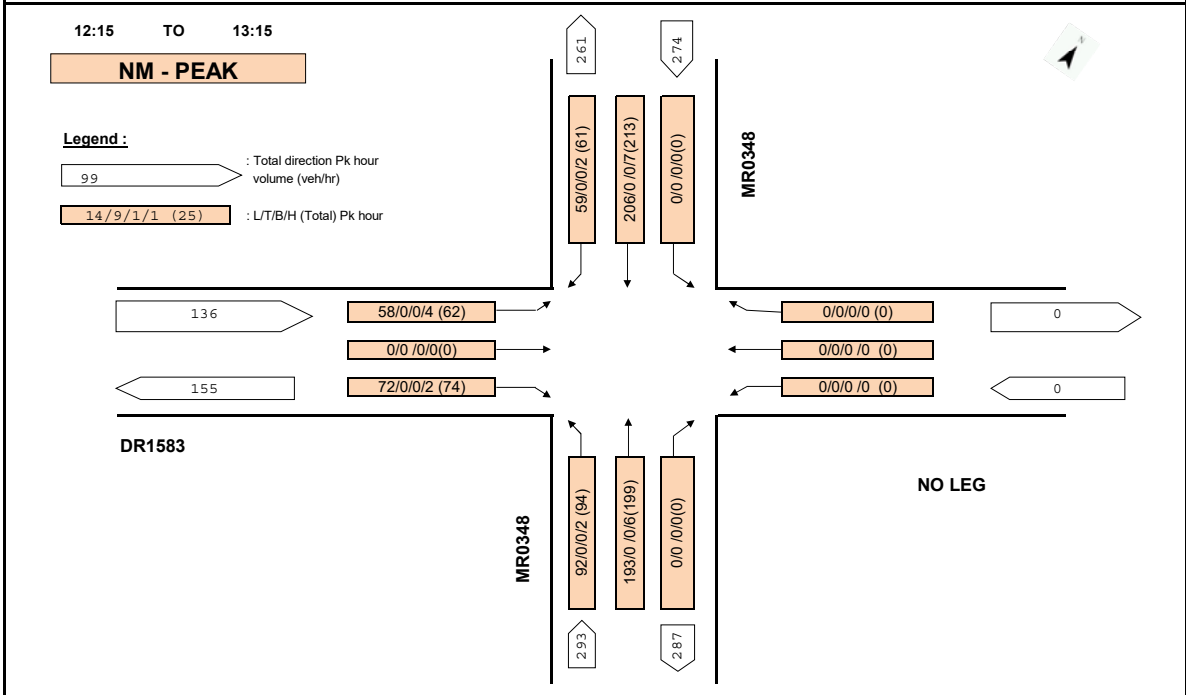 12:15 TO 13:15
NM - PEAK
Legend :
99
: Total direction Pk hour
volume (veh/hr)
14/9/1/1 (25)
: L/T/B/H (Total) Pk hour
261
274
N
59/0/0/2 (61)
206/0 /0/7(213)
0/0 /0/0(0)
MR0348
136
58/0/0/4 (62)
0/0/0/0 (0)
0
0/0 /0/0(0)
0/0/0 /0 (0)
155
72/0/0/2 (74)
0/0/0 /0 (0)
0
DR1583
MR0348
92/0/0/2 (94)
193/0 /0/6(199)
0/0 /0/0(0)
NO LEG
293
287